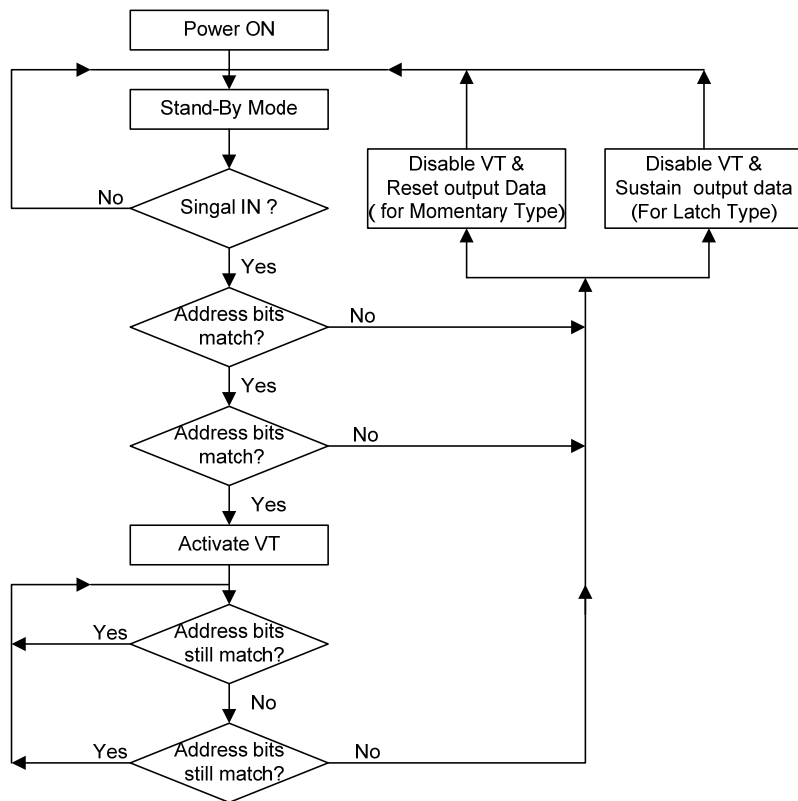 Power ON
Stand-By Mode
No
Singal IN ?
Yes
Disable VT &
Reset output Data
( for Momentary Type)
Disable VT &
Sustain output data
(For Latch Type)
Address bits
match?
No
Yes
Address bits
match?
No
Yes
Activate VT
Yes
Address bits
still match?
No
Yes
Address bits
still match?
No